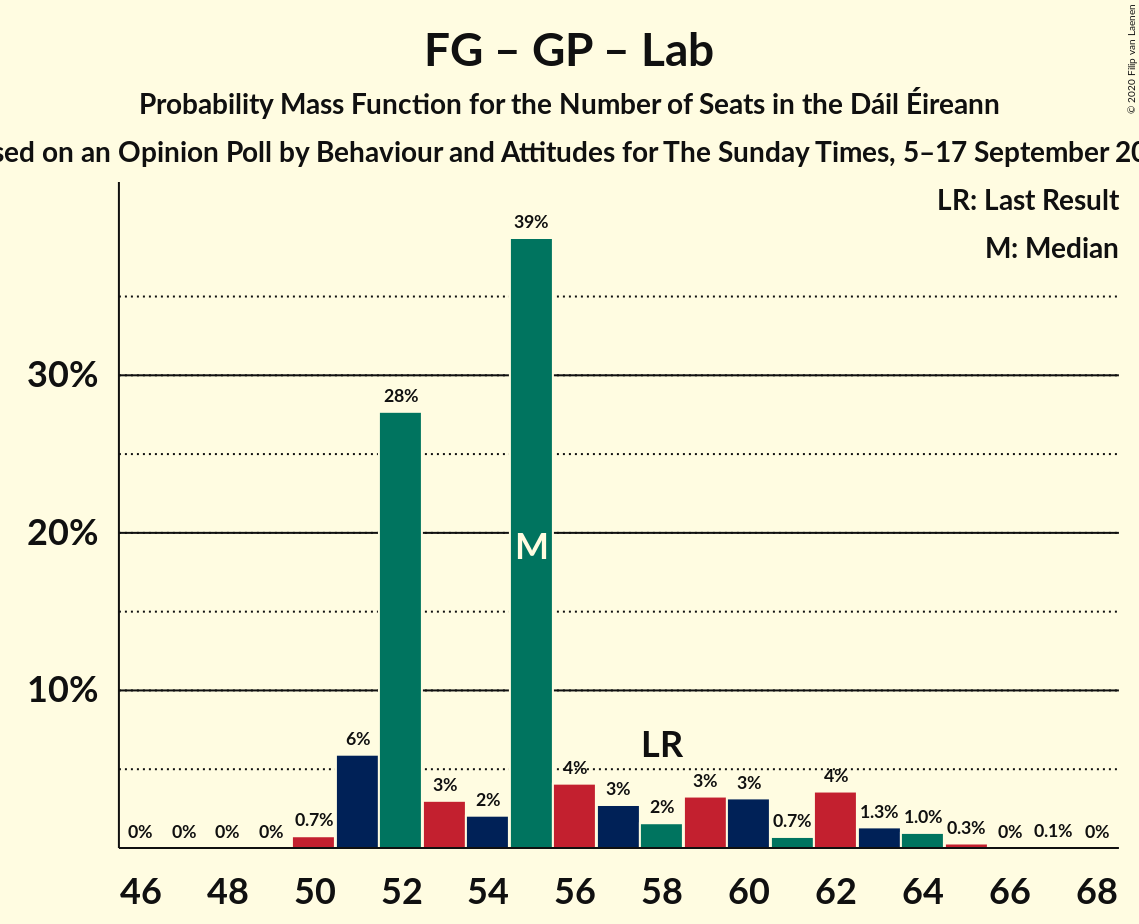 FG – GP – Lab
Probability Mass Function for the Number of Seats in the Dáil Éireann
on an Opinion Poll by Behaviour and Attitudes for The Sunday Times, 5–17 September
© 2020 Filip van Laenen
LR: Last Result
M: Median
30%
20%
10%
0% 0% 0% 0% 0.7% 6% 28% 3% 2% 39% 4% 3% 2% 3% 3% 0.7% 4% 1.3% 1.0% 0.3% 0% 0.1% 0%
M
LR
46 48 50 52 54 56 58 60 62 64 66 68